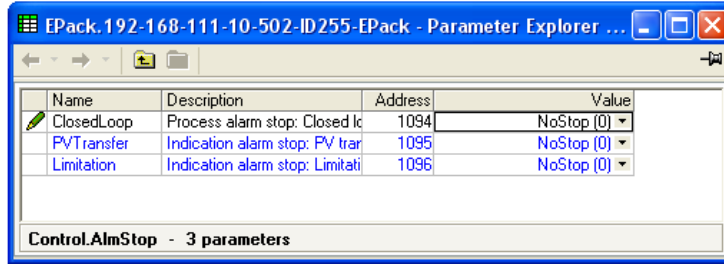 EPack.192-168-111-10-502-ID255-EPack - Parameter Explorer ...
Name Description Address Value
ClosedLoop Process alarm stop: Closed lo 1094 NoStop (0)
PVTransfer Indication alarm stop: PV tran 1095 NoStop (0)
Limitation Indication alarm stop: Limitati 1096 NoStop (0)
Control.AlmStop - 3 parameters